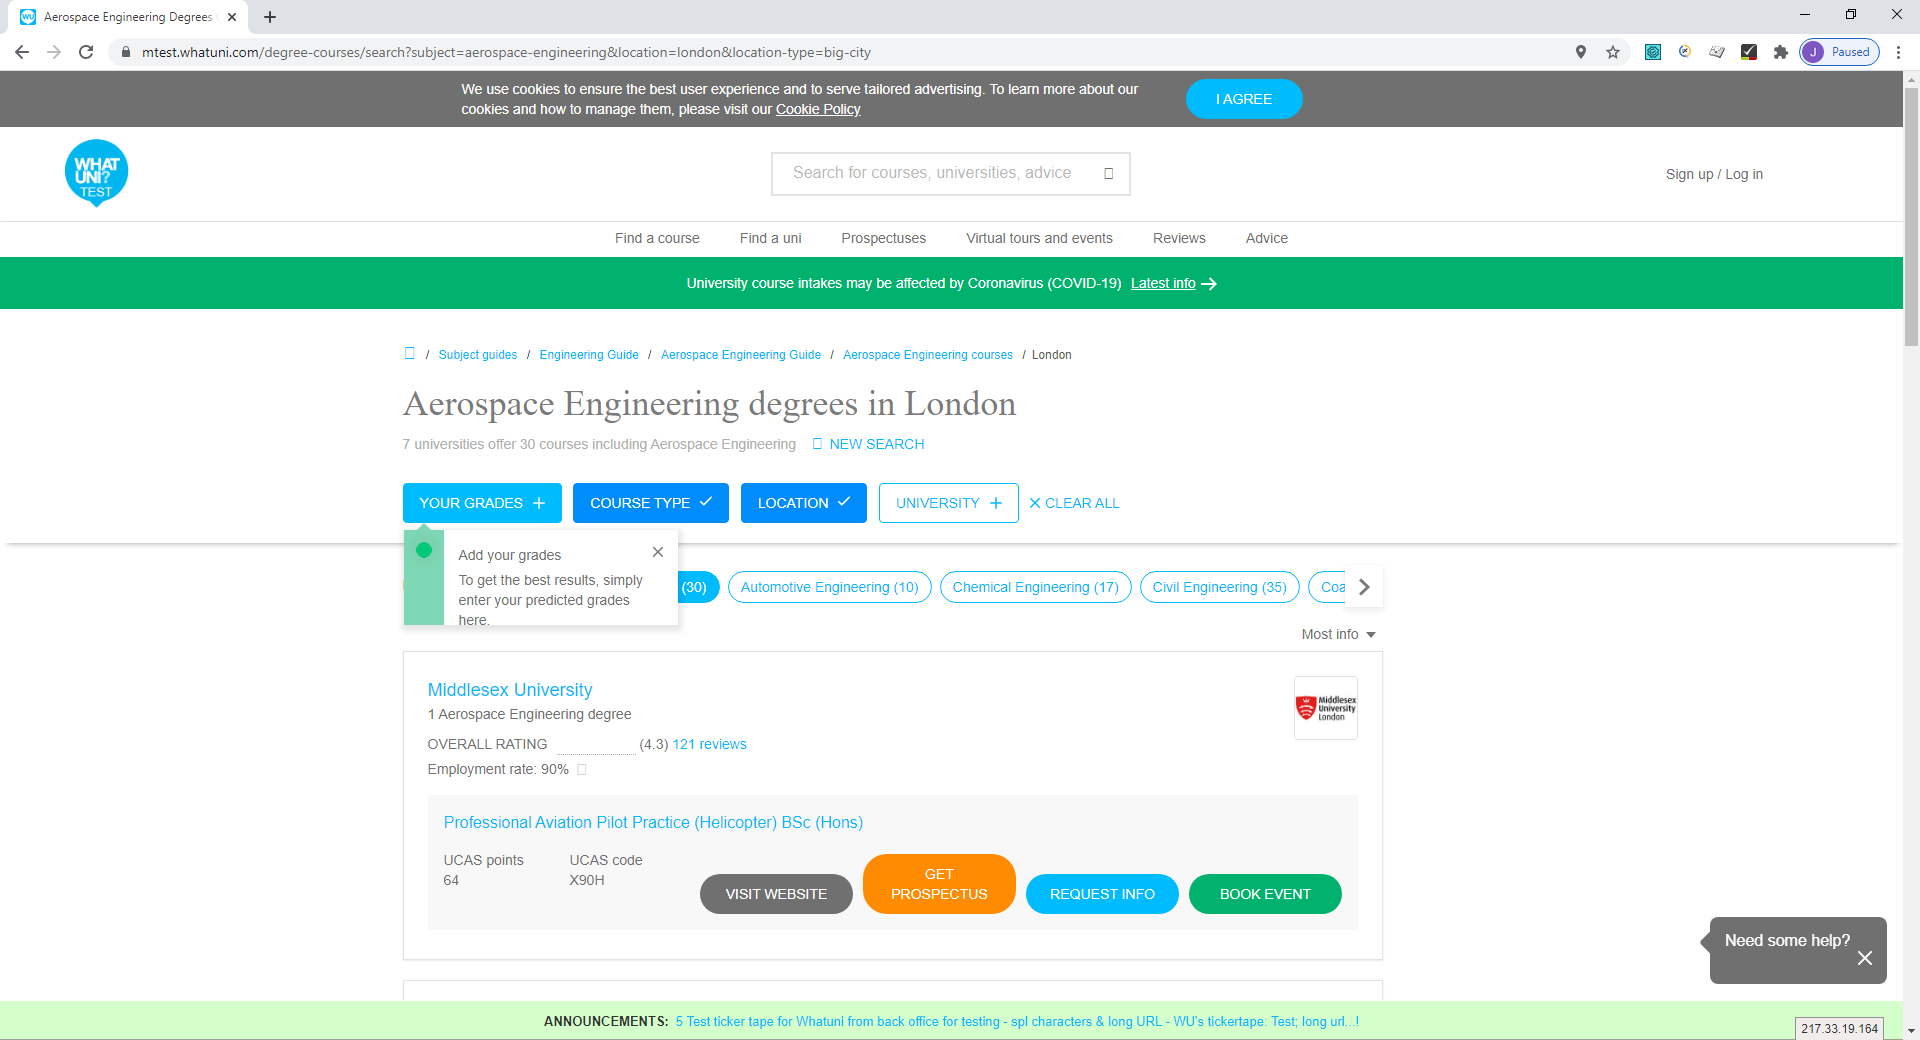 Aerospace Engineering Degrees
mtest.whatuni.com/degree-courses/search?subject=aerospace-engineering&location=london&location-type=big-city
J Paused
We use cookies to ensure the best user experience and to serve tailored advertising. To learn more about our
cookies and how to manage them, please visit our Cookie Policy
I AGREE
WHAT
UNI?
TEST
Search for courses, universities, advice
Sign up / Log in
Find a course Find a uni Prospectuses Virtual tours and events Reviews Advice
University course intakes may be affected by Coronavirus (COVID-19) Latest info
/ Subject guides / Engineering Guide / Aerospace Engineering Guide / Aerospace Engineering courses / London
Aerospace Engineering degrees in London
7 universities offer 30 courses including Aerospace Engineering NEW SEARCH
YOUR GRADES COURSE TYPE LOCATION UNIVERSITY CLEAR ALL
Add your grades
To get the best results, simply
enter your predicted grades
here.
(30) Automotive Engineering (10) Chemical Engineering (17) Civil Engineering (35) Coa
Most info
Middlesex University
1 Aerospace Engineering degree
OVERALL RATING (4.3) 121 reviews
Employment rate: 90%
Middlesex
University
London
Professional Aviation Pilot Practice (Helicopter) BSc (Hons)
UCAS points UCAS code
64 X90H
VISIT WEBSITE
GET
PROSPECTUS
REQUEST INFO
BOOK EVENT
Need some help?
ANNOUNCEMENTS: 5 Test ticker tape for Whatuni from back office for testing - spl characters & long URL - WU's tickertape: Test; long url...!
217.33.19.164